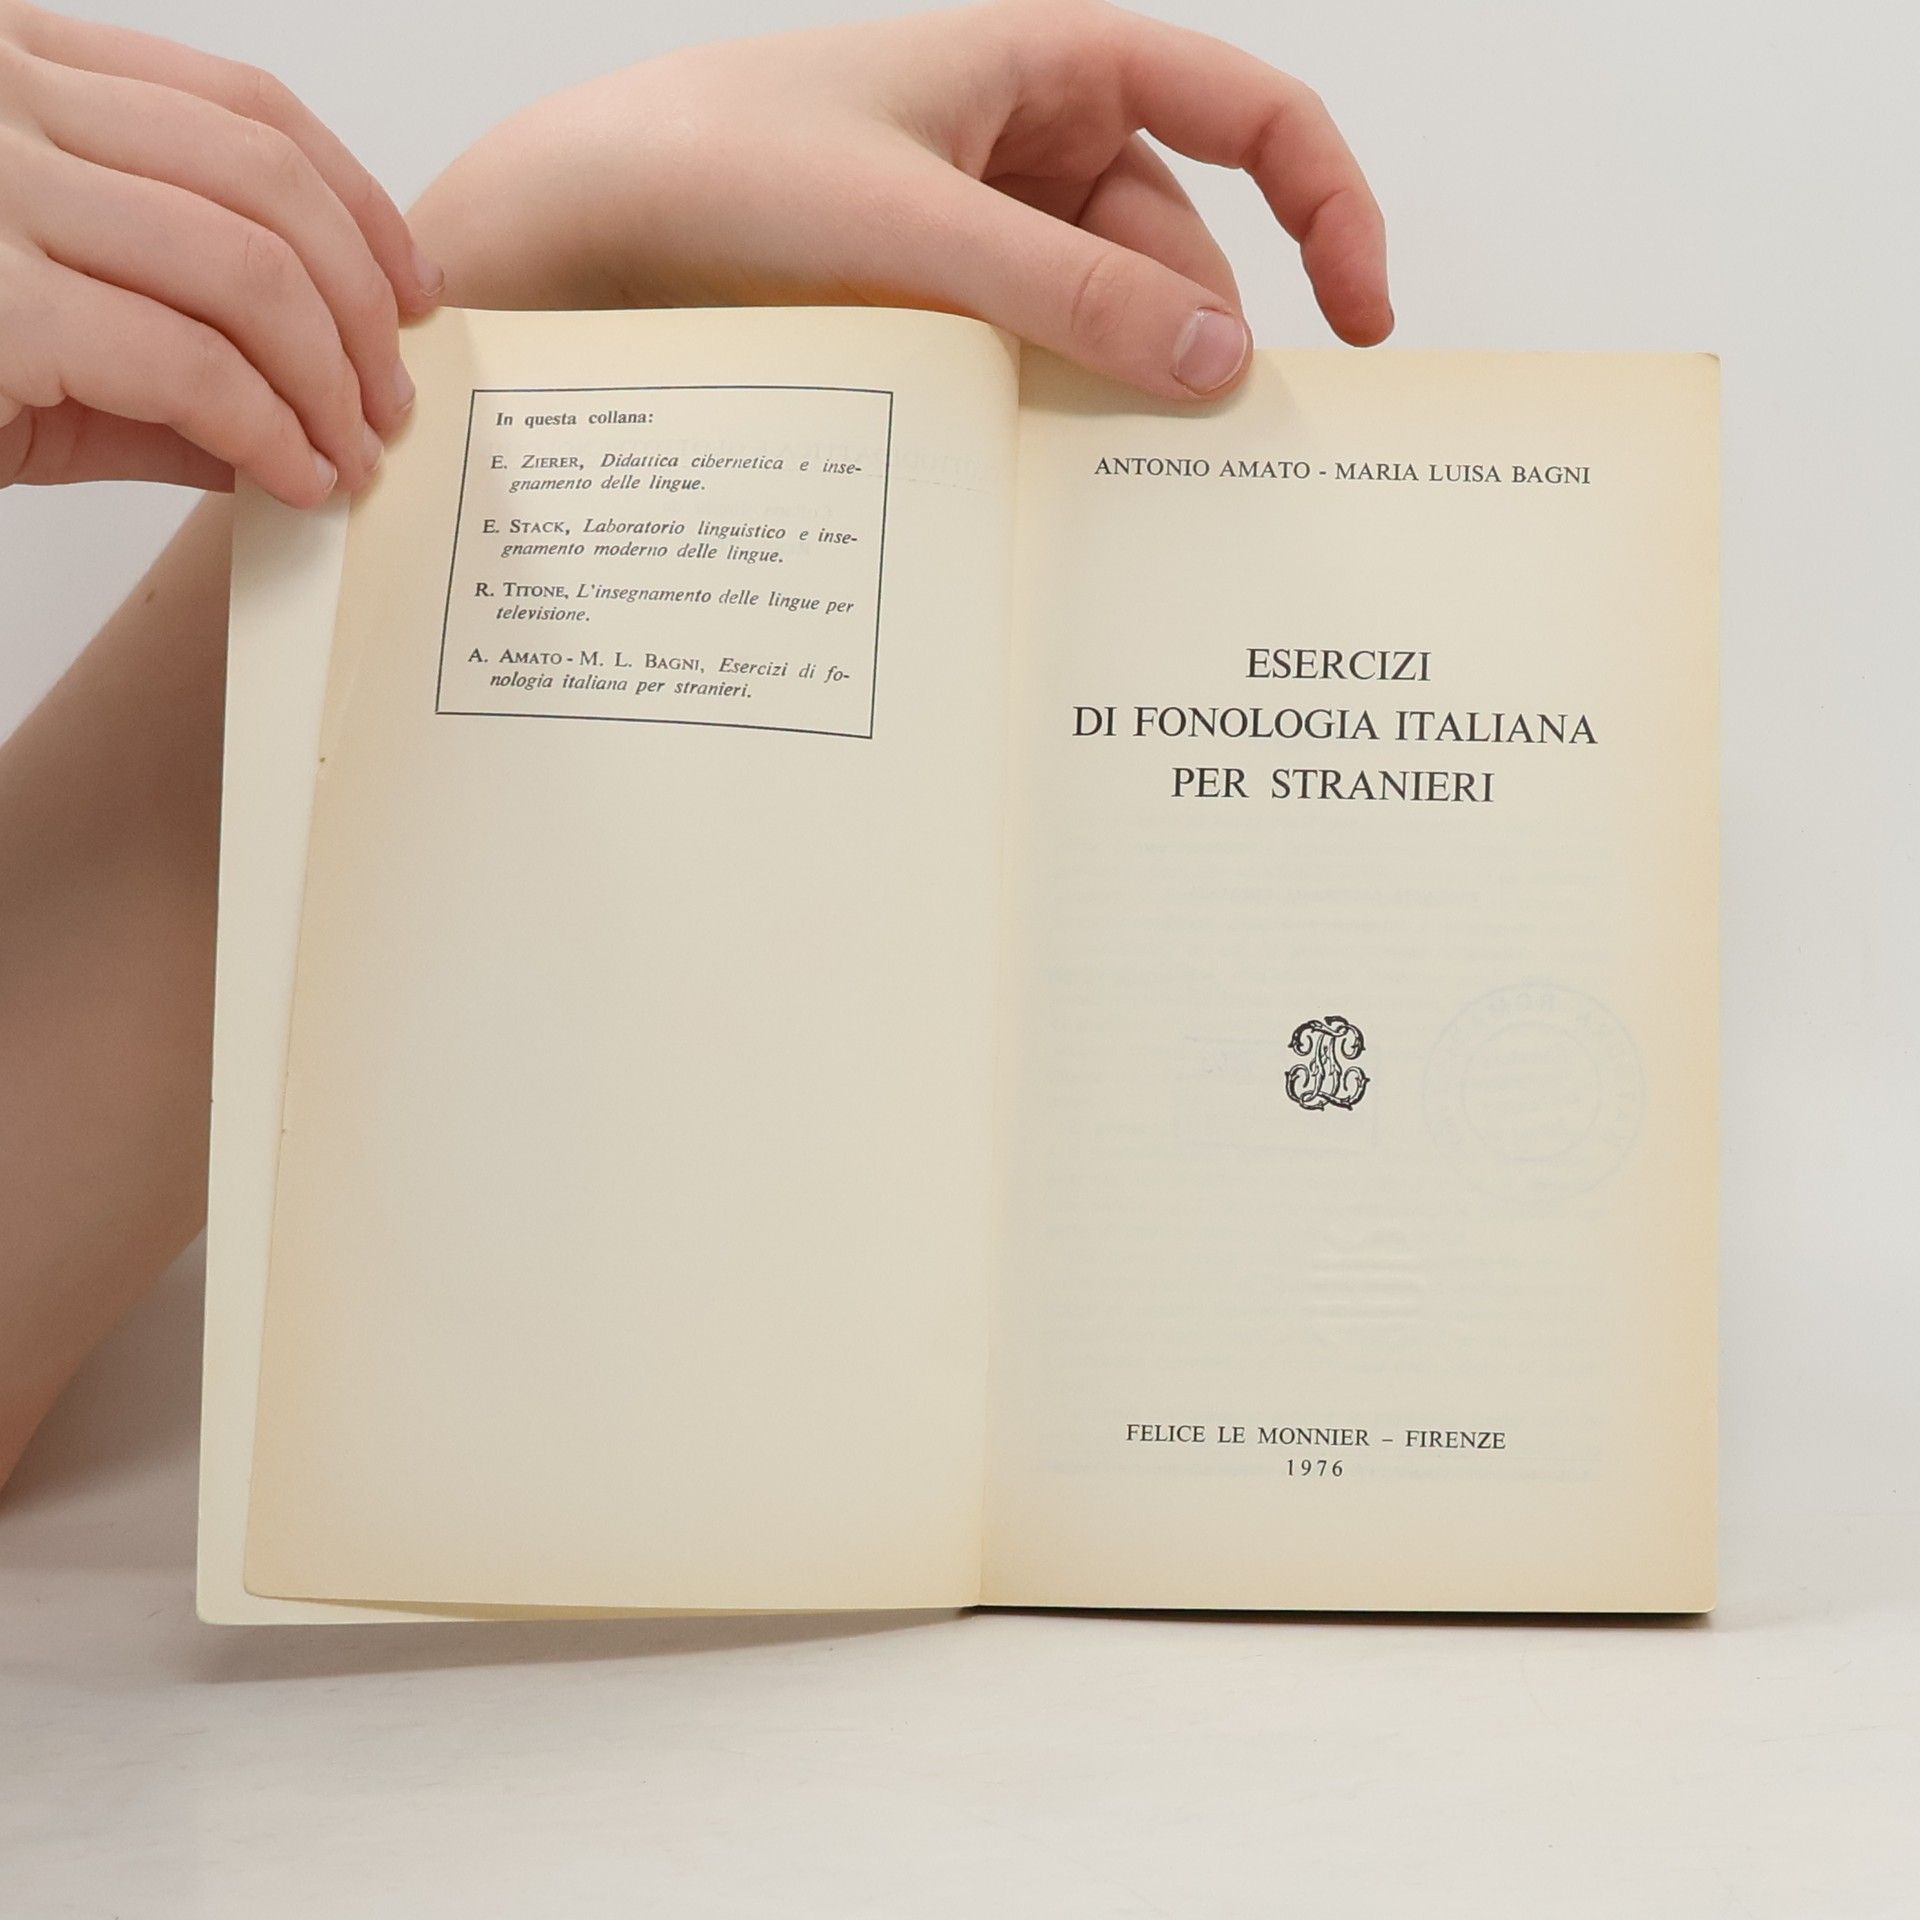 In questa collana:
E. ZIERER, Didattica cibernetica e inse-
gnamento delle lingue.
E. STACK, Laboratorio linguistico e inse-
gnamento moderno delle lingue.
R. TITONE, L'insegnamento delle lingue per
televisione.
A. AMATO - M. L. BAGNI, Esercizi di fo-
nologia italiana per stranieri.
ANTONIO AMATO - MARIA LUISA BAGNI
ESERCIZI
DI FONOLOGIA ITALIANA
PER STRANIERI
FELICE LE MONNIER – FIRENZE
1976